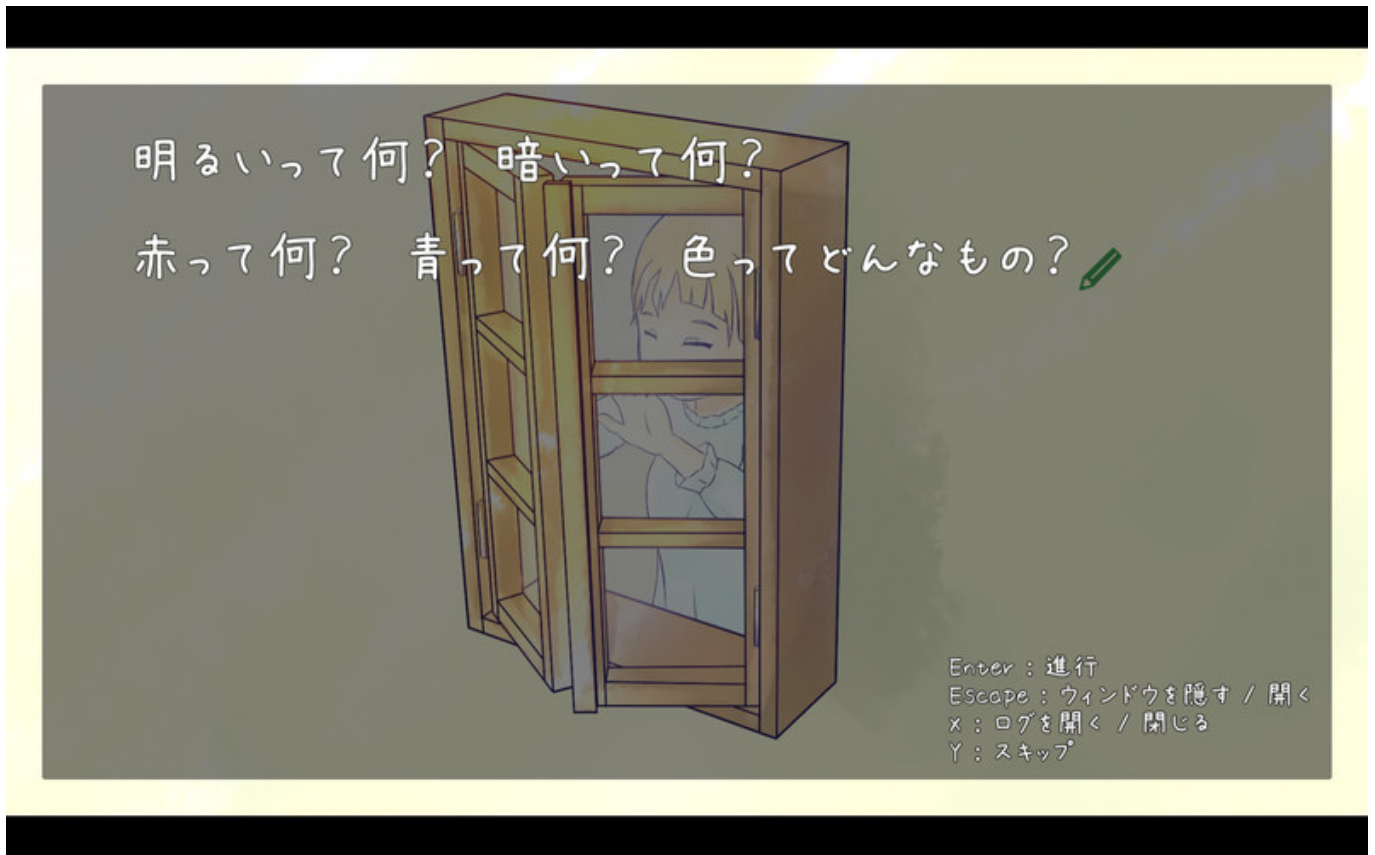 明るいって何？　暗いって何？
赤って何？　青って何？　色ってどんなもの？
Enter : 進行
Escape : ウィンドウを隠す / 開く
X : ログを開く / 閉じる
Y : スキップ